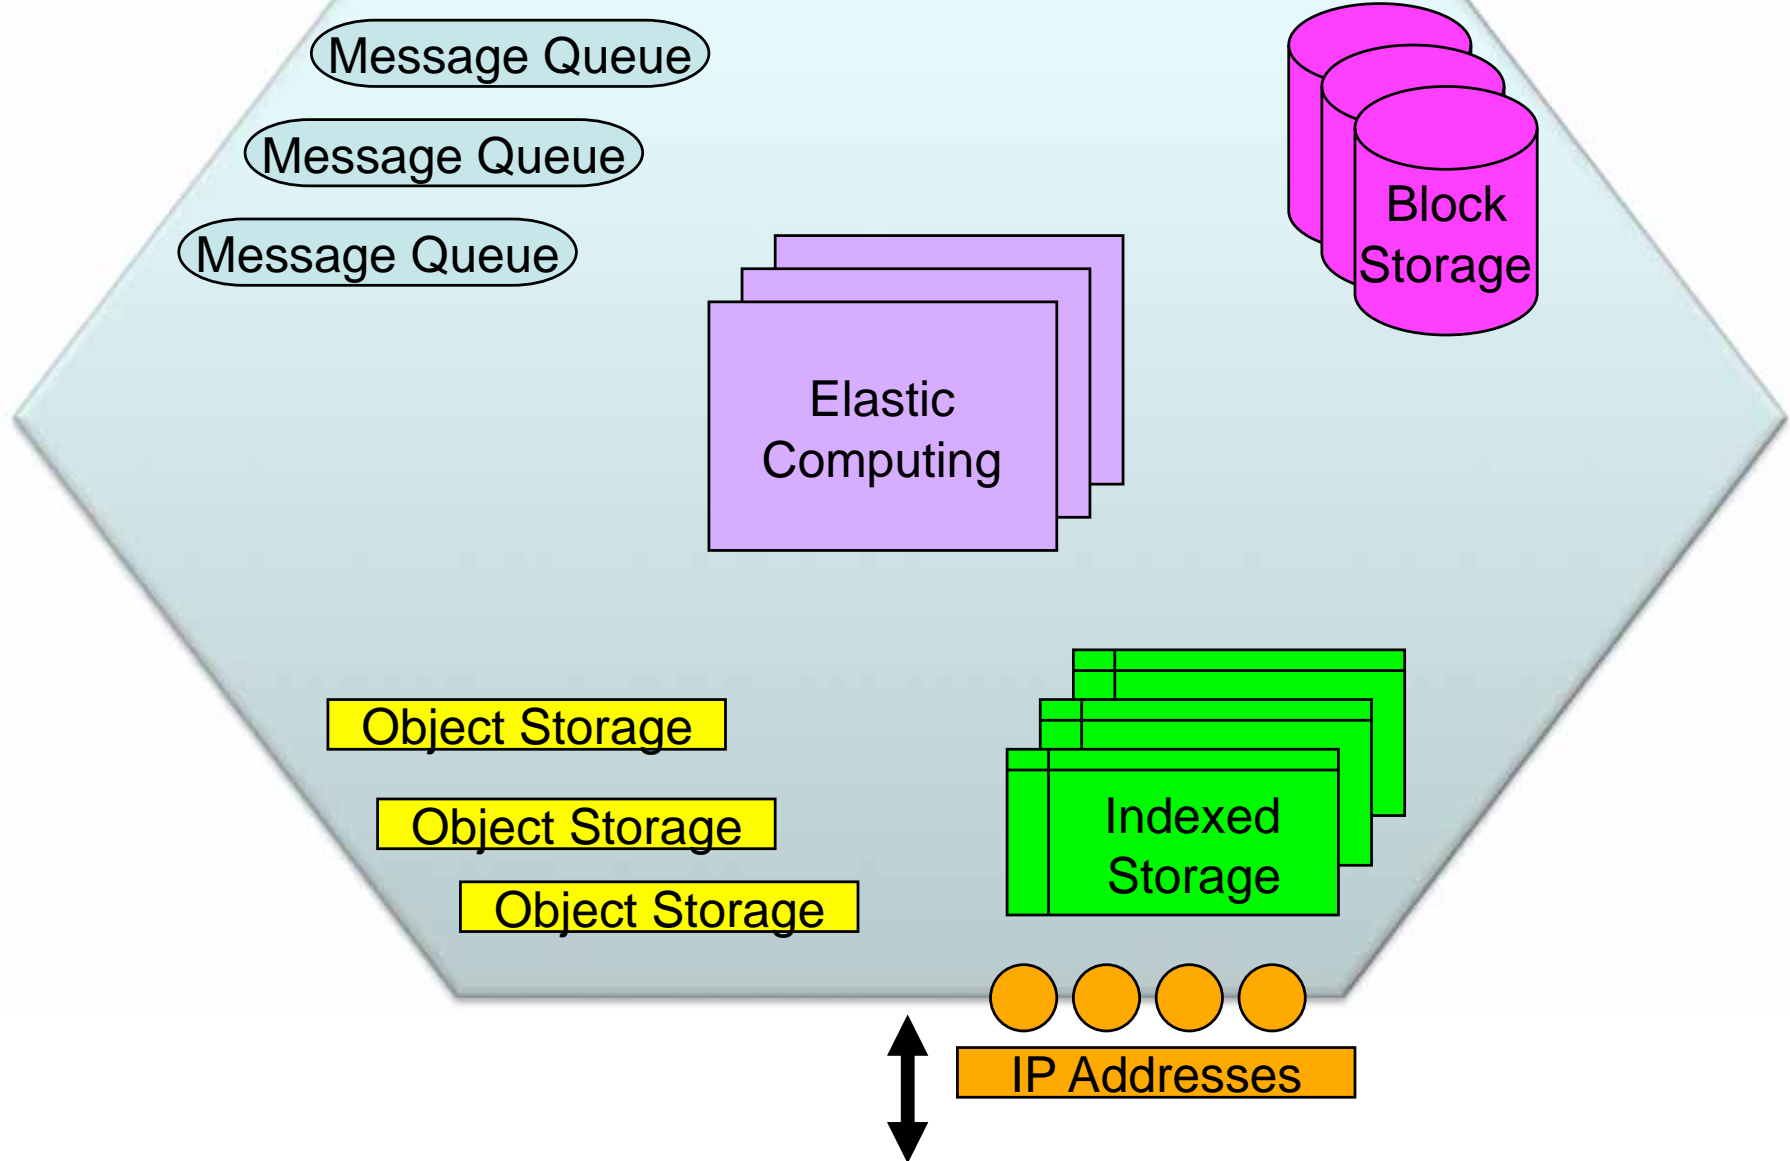 Message Queue
Message Queue
Message Queue
Block
Storage
Elastic
Computing
Object Storage
Object Storage
Object Storage
Indexed
Storage
IP Addresses